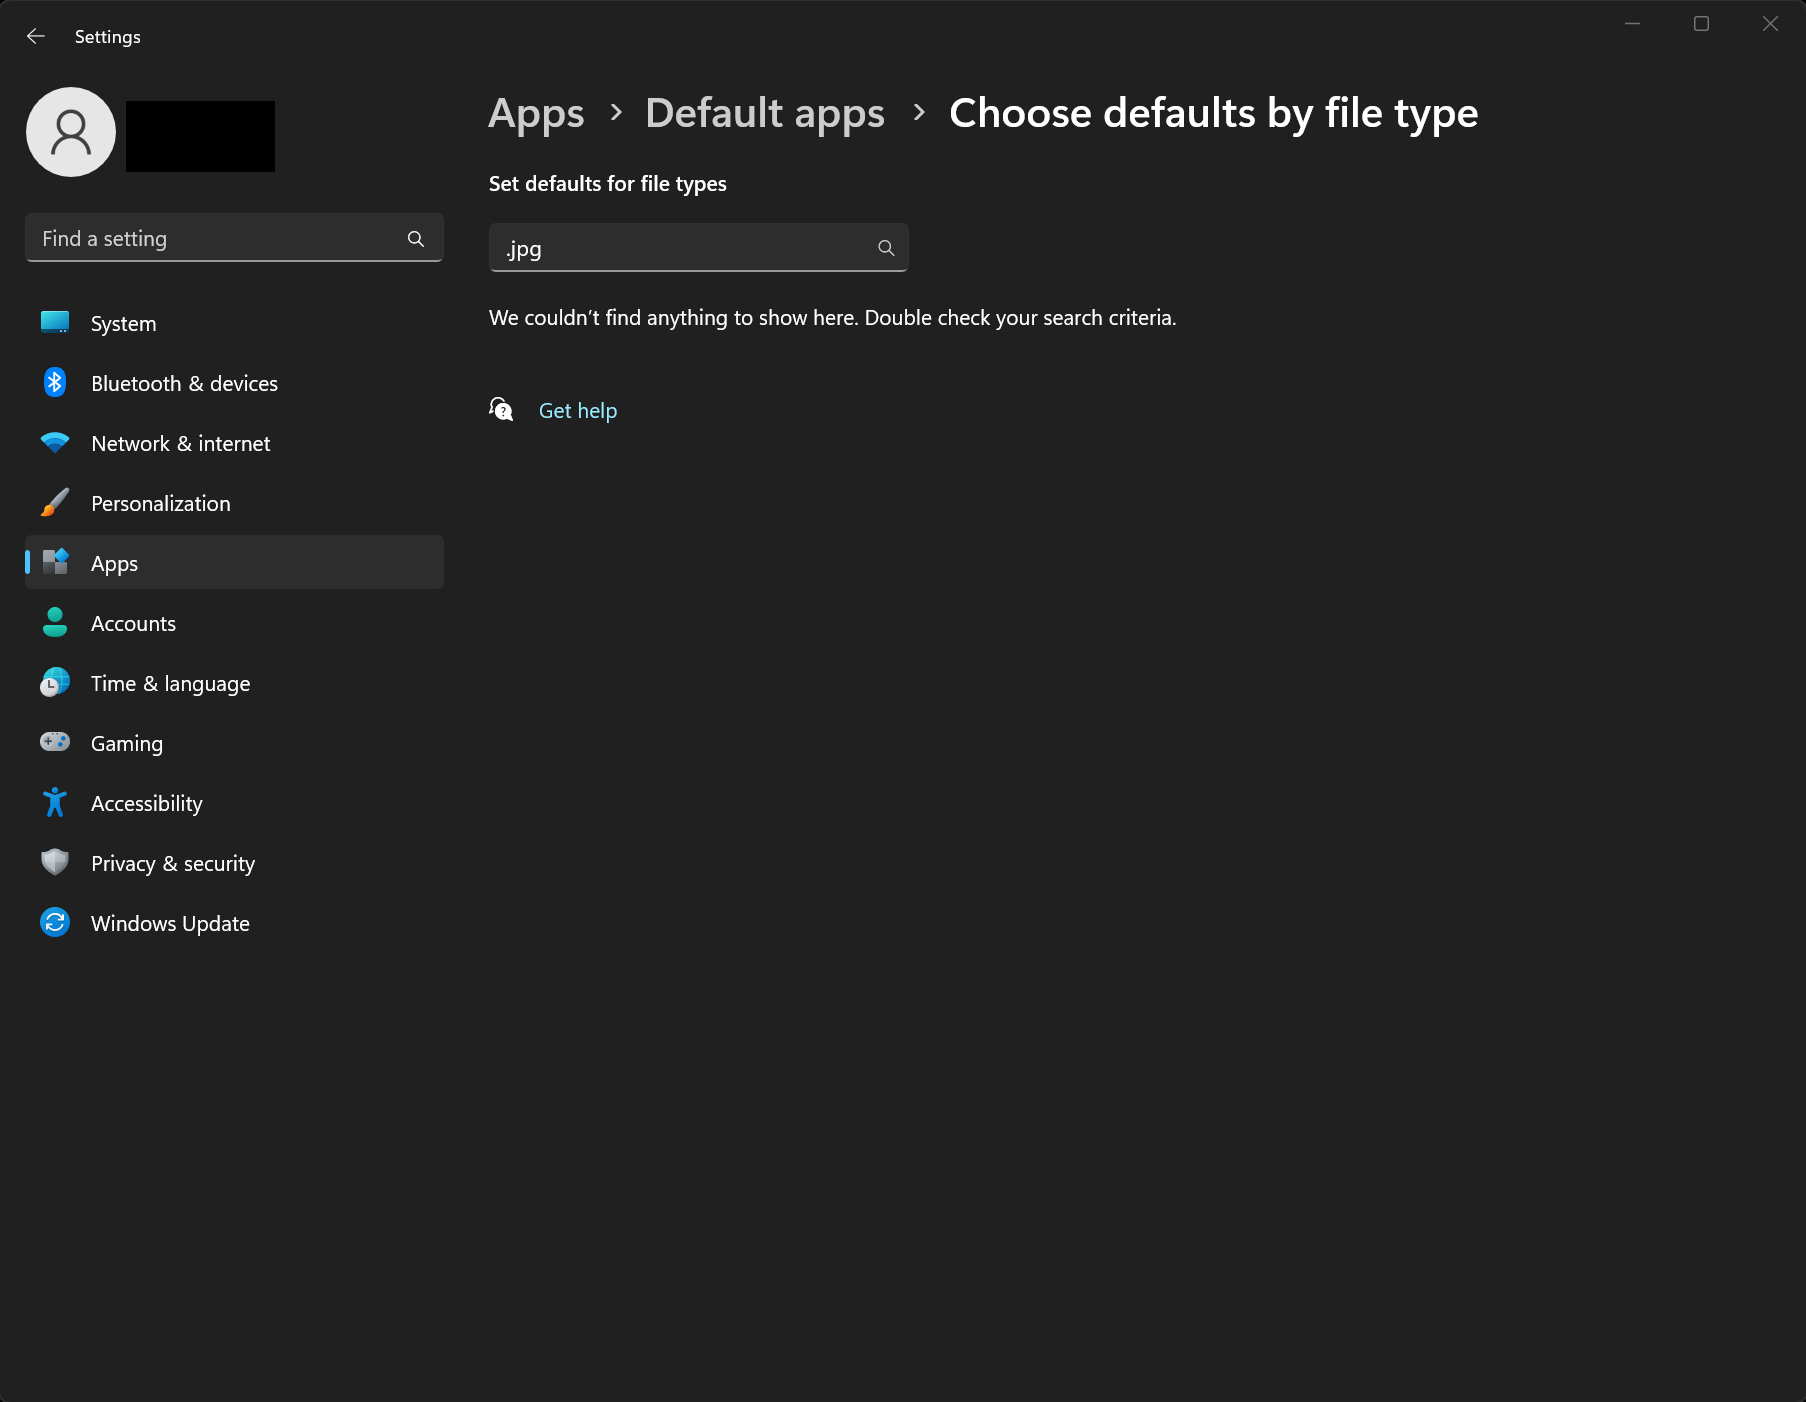 Settings
Find a setting
System
Bluetooth & devices
Network & internet
Personalization
Apps
Accounts
Time & language
Gaming
Accessibility
Privacy & security
Windows Update
Apps > Default apps > Choose defaults by file type
Set defaults for file types
.jpg
We couldn’t find anything to show here. Double check your search criteria.
Get help